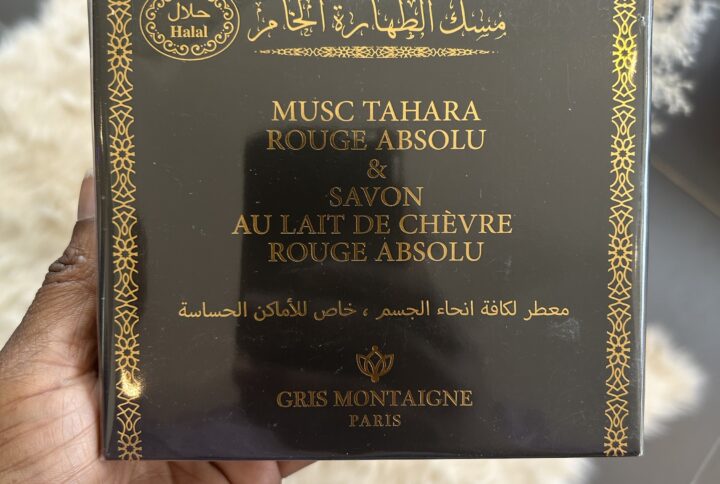 حلال
Halal
مسك الطهارة الخام
MUSC TAHARA
ROUGE ABSOLU
&
SAVON
AU LAIT DE CHÈVRE
ROUGE ABSOLU
معطر لكافة انحاء الجسم ، خاص للأماكن الحساسة
GRIS MONTAIGNE
PARIS